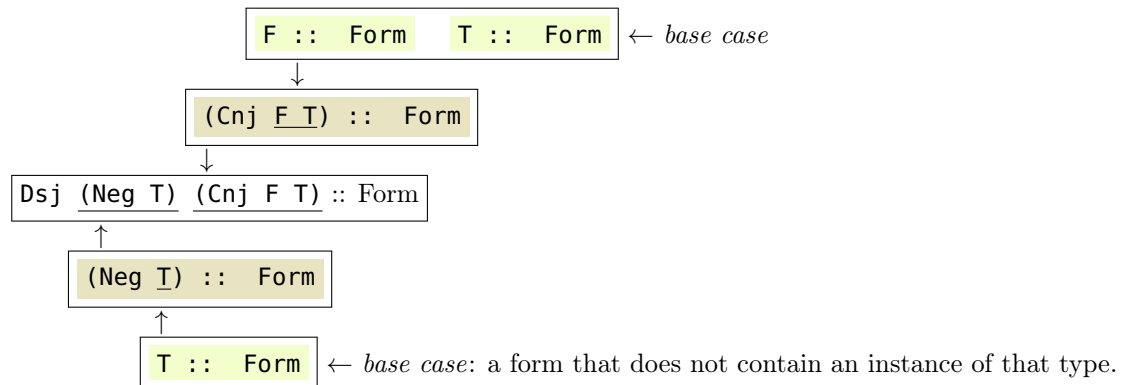 F :: Form T :: Form ← base case
↓
(Cnj F T) :: Form
↓
Dsj (Neg T) (Cnj F T) :: Form
↑
(Neg T) :: Form
↑
T :: Form ← base case: a form that does not contain an instance of that type.